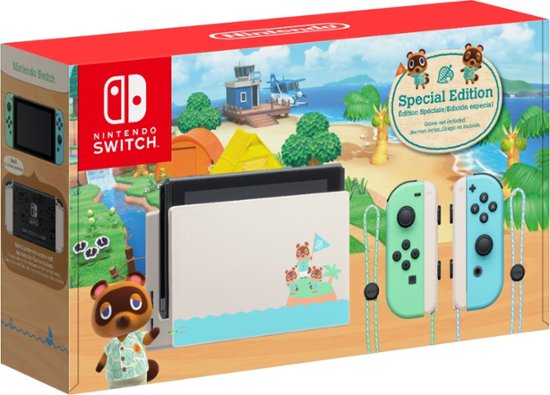 Nintendo
NINTENDO
SWITCH
Special Edition
Édition Spéciale/Edición especial
Game not included.
Jeu non inclus./Juego no incluido.
Nintendo Switch